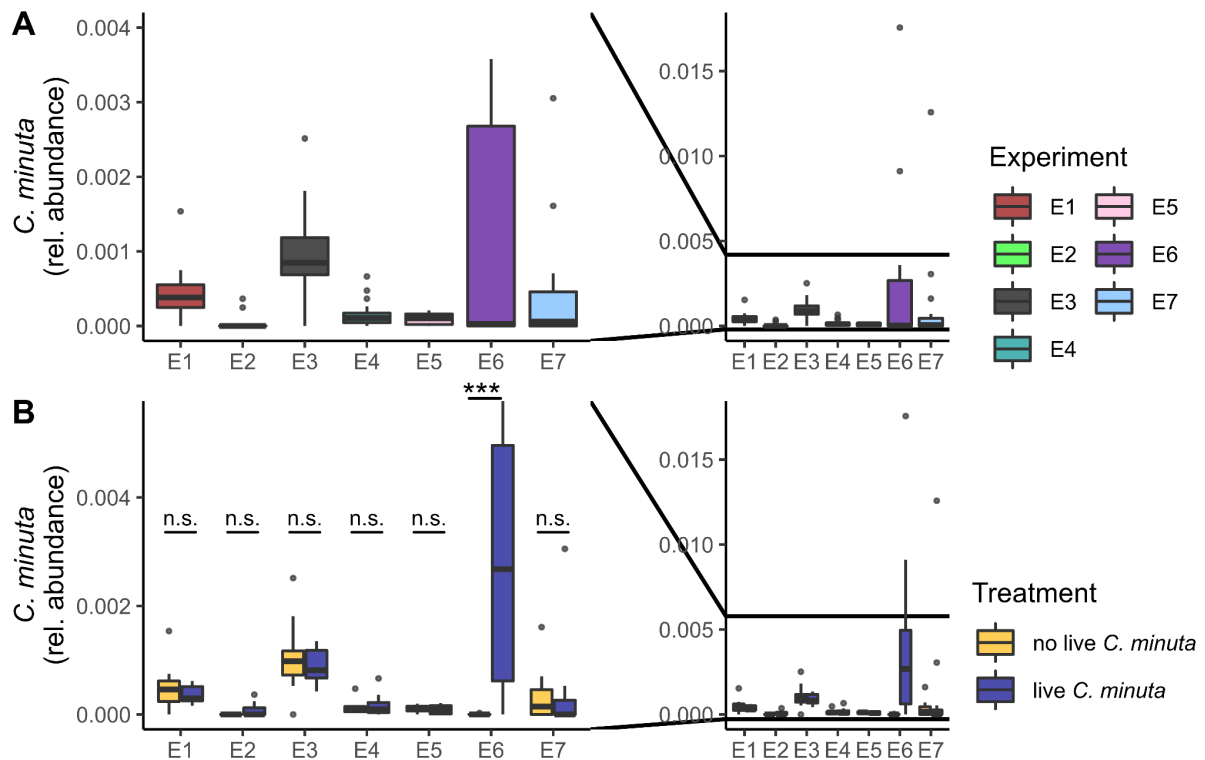 A
C. minuta
(rel. abundance)
0.004
0.003
0.002
0.001
0.000
E1 E2 E3 E4 E5 E6 E7
0.015
0.010
0.005
0.000
E1 E2 E3 E4 E5 E6 E7
Experiment
E1 E5
E2 E6
E3 E7
E4
B
C. minuta
(rel. abundance)
0.004
0.002
0.000
n.s. n.s. n.s. n.s. n.s. *** n.s.
E1 E2 E3 E4 E5 E6 E7
0.015
0.010
0.005
0.000
E1 E2 E3 E4 E5 E6 E7
Treatment
no live C. minuta
live C. minuta